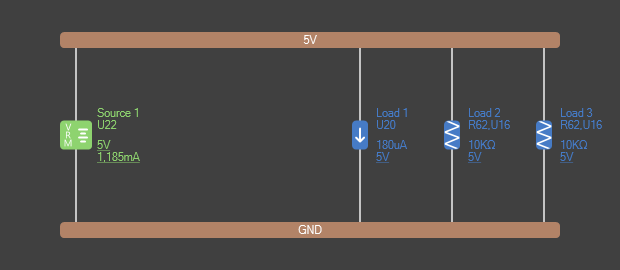 5V
VRM
Source 1
U22
5V
1,185mA
Load 1
U20
180uA
5V
Load 2
R62,U16
10KΩ
5V
Load 3
R62,U16
10KΩ
5V
GND